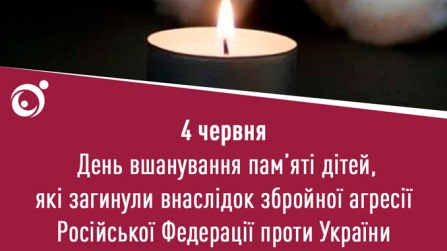 4 червня
День вшанування пам'яті дітей,
які загинули внаслідок збройної агресії
Російської Федерації проти України